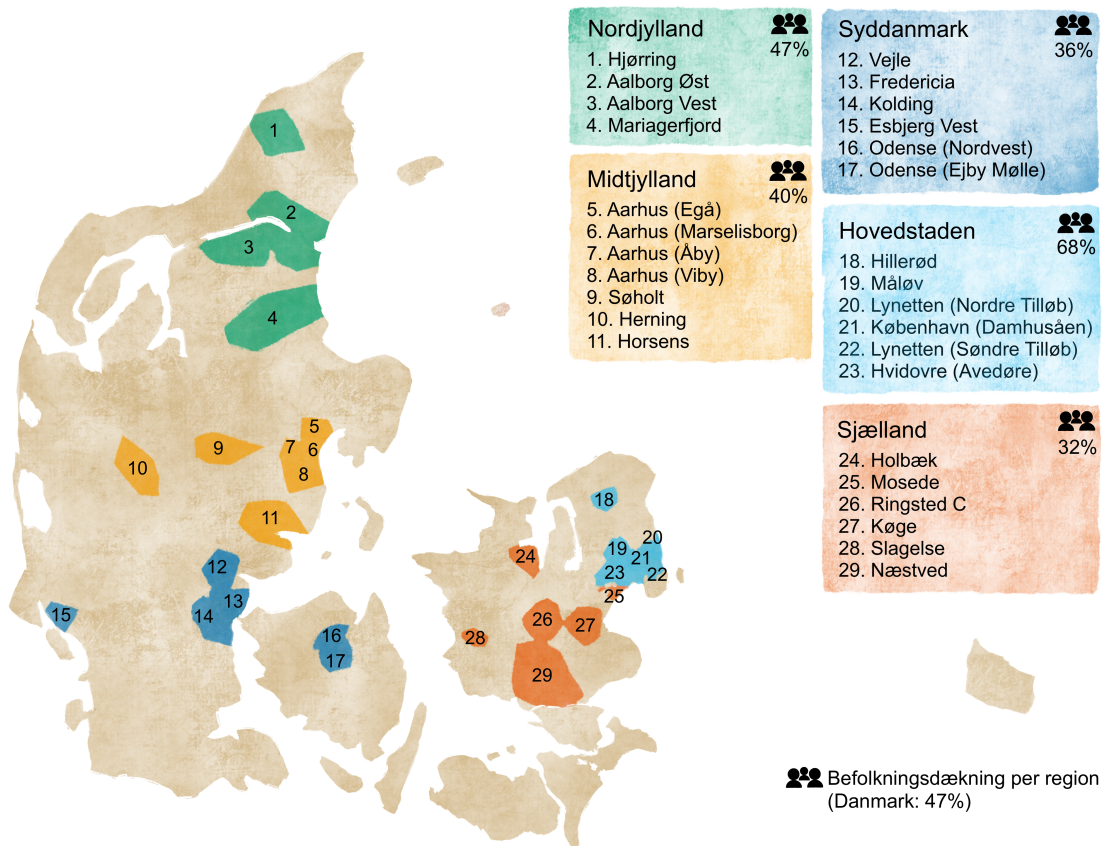 Nordjylland
47%
1. Hjørring
2. Aalborg Øst
3. Aalborg Vest
4. Mariagerfjord
Midtjylland
40%
5. Aarhus (Egå)
6. Aarhus (Marselisborg)
7. Aarhus (Åby)
8. Aarhus (Viby)
9. Søholt
10. Herning
11. Horsens
Syddanmark
36%
12. Vejle
13. Fredericia
14. Kolding
15. Esbjerg Vest
16. Odense (Nordvest)
17. Odense (Ejby Mølle)
Hovedstaden
68%
18. Hillerød
19. Måløv
20. Lynetten (Nordre Tilløb)
21. København (Damhusåen)
22. Lynetten (Søndre Tilløb)
23. Hvidovre (Avedøre)
Sjælland
32%
24. Holbæk
25. Mosede
26. Ringsted C
27. Køge
28. Slagelse
29. Næstved
1
2
3
4
5
6
7
8
9
10
11
12
13
14
15
16
17
18
19
20
21
22
23
24
25
26
27
28
29
Befolkningsdækning per region
(Danmark: 47%)